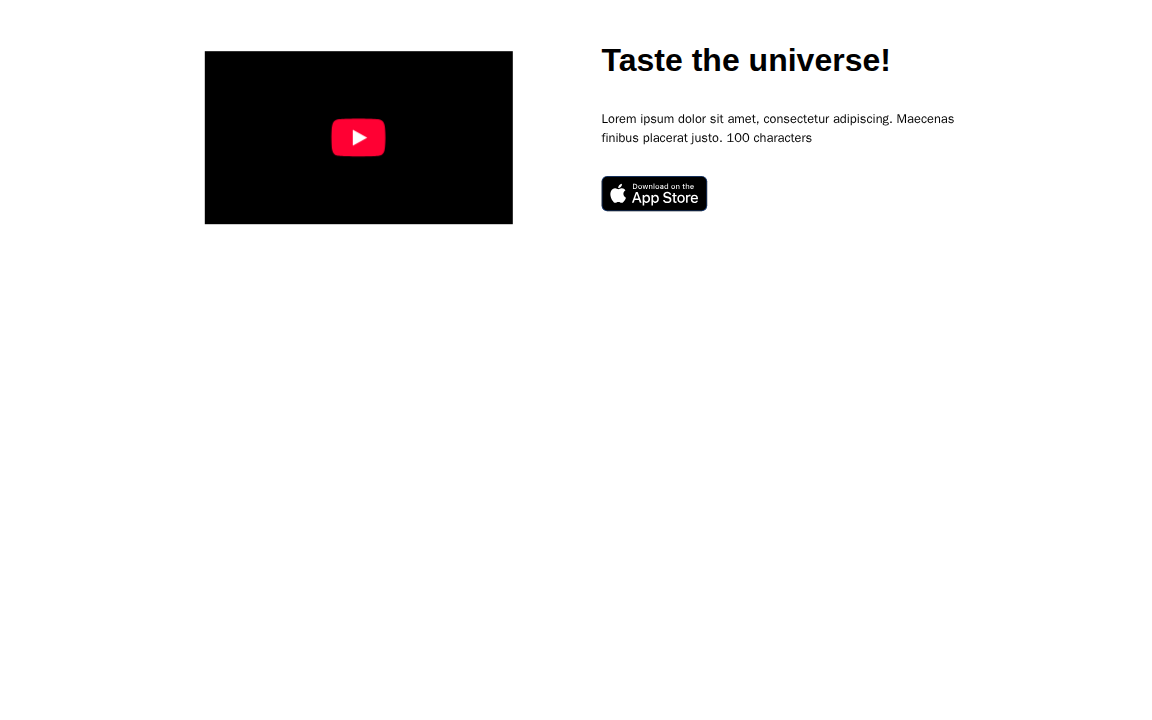 Taste the universe!
Lorem ipsum dolor sit amet, consectetur adipiscing. Maecenas
finibus placerat justo. 100 characters
Download on the
App Store